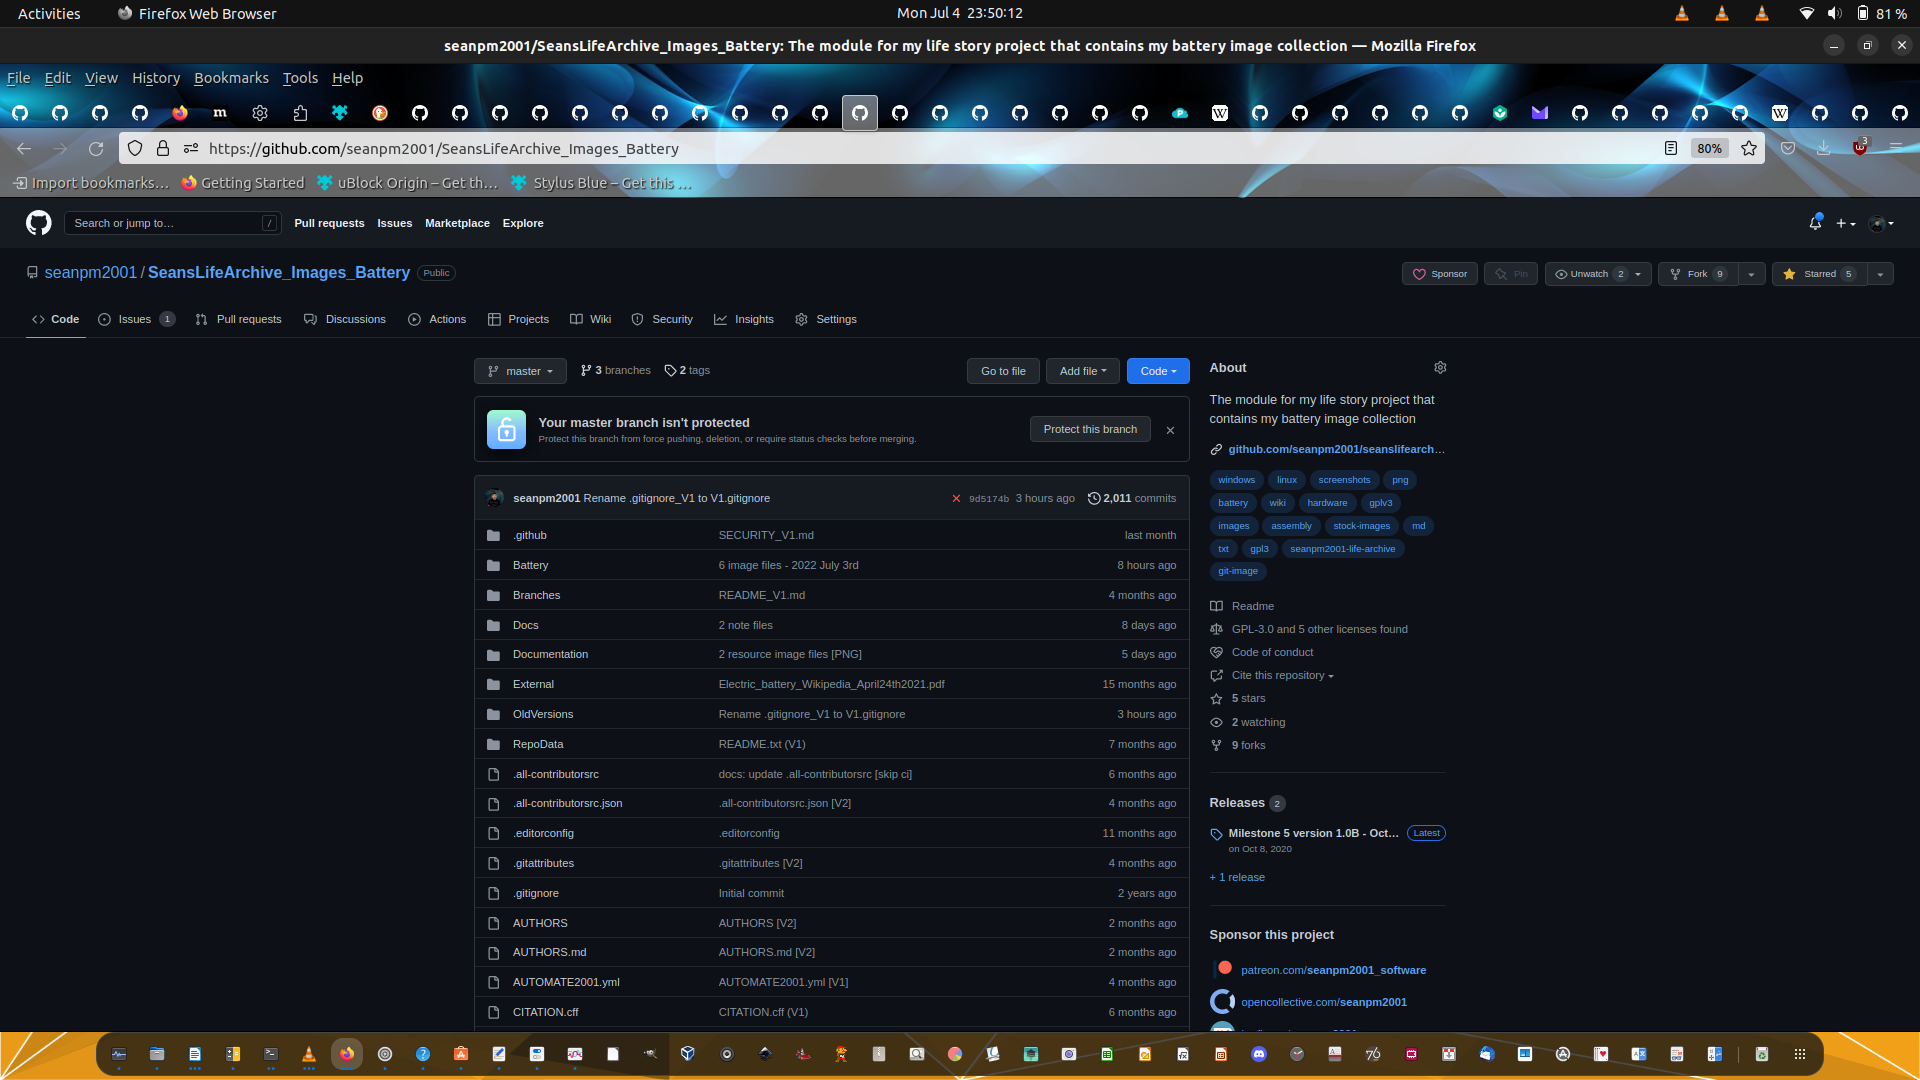 Activities Firefox Web Browser Mon Jul 4 23:50:12 81 %
seanpm2001/SeansLifeArchive_Images_Battery: The module for my life story project that contains my battery image collection — Mozilla Firefox
File Edit View History Bookmarks Tools Help
https://github.com/seanpm2001/SeansLifeArchive_Images_Battery 80% 3
Import bookmarks… Getting Started uBlock Origin – Get th… Stylus Blue – Get this …
Search or jump to… / Pull requests Issues Marketplace Explore
seanpm2001 / SeansLifeArchive_Images_Battery Public Sponsor Pin Unwatch 2 Fork 9 Starred 5
Code Issues 1 Pull requests Discussions Actions Projects Wiki Security Insights Settings
master 3 branches 2 tags Go to file Add file Code
Your master branch isn't protected
Protect this branch from force pushing, deletion, or require status checks before merging.
Protect this branch
seanpm2001 Rename .gitignore_V1 to V1.gitignore 9d5174b 3 hours ago 2,011 commits
.github SECURITY_V1.md last month
Battery 6 image files - 2022 July 3rd 8 hours ago
Branches README_V1.md 4 months ago
Docs 2 note files 8 days ago
Documentation 2 resource image files [PNG] 5 days ago
External Electric_battery_Wikipedia_April24th2021.pdf 15 months ago
OldVersions Rename .gitignore_V1 to V1.gitignore 3 hours ago
RepoData README.txt (V1) 7 months ago
.all-contributorsrc docs: update .all-contributorsrc [skip ci] 6 months ago
.all-contributorsrc.json .all-contributorsrc.json [V2] 4 months ago
.editorconfig .editorconfig 11 months ago
.gitattributes .gitattributes [V2] 4 months ago
.gitignore Initial commit 2 years ago
AUTHORS AUTHORS [V2] 2 months ago
AUTHORS.md AUTHORS.md [V2] 2 months ago
AUTOMATE2001.yml AUTOMATE2001.yml [V1] 4 months ago
CITATION.cff CITATION.cff (V1) 6 months ago
About
The module for my life story project that
contains my battery image collection
github.com/seanpm2001/seanslifearch…
windows linux screenshots png
battery wiki hardware gplv3
images assembly stock-images md
txt gpl3 seanpm2001-life-archive
git-image
Readme
GPL-3.0 and 5 other licenses found
Code of conduct
Cite this repository
5 stars
2 watching
9 forks
Releases 2
Milestone 5 version 1.0B - Oct… Latest
on Oct 8, 2020
+ 1 release
Sponsor this project
patreon.com/seanpm2001_software
opencollective.com/seanpm2001